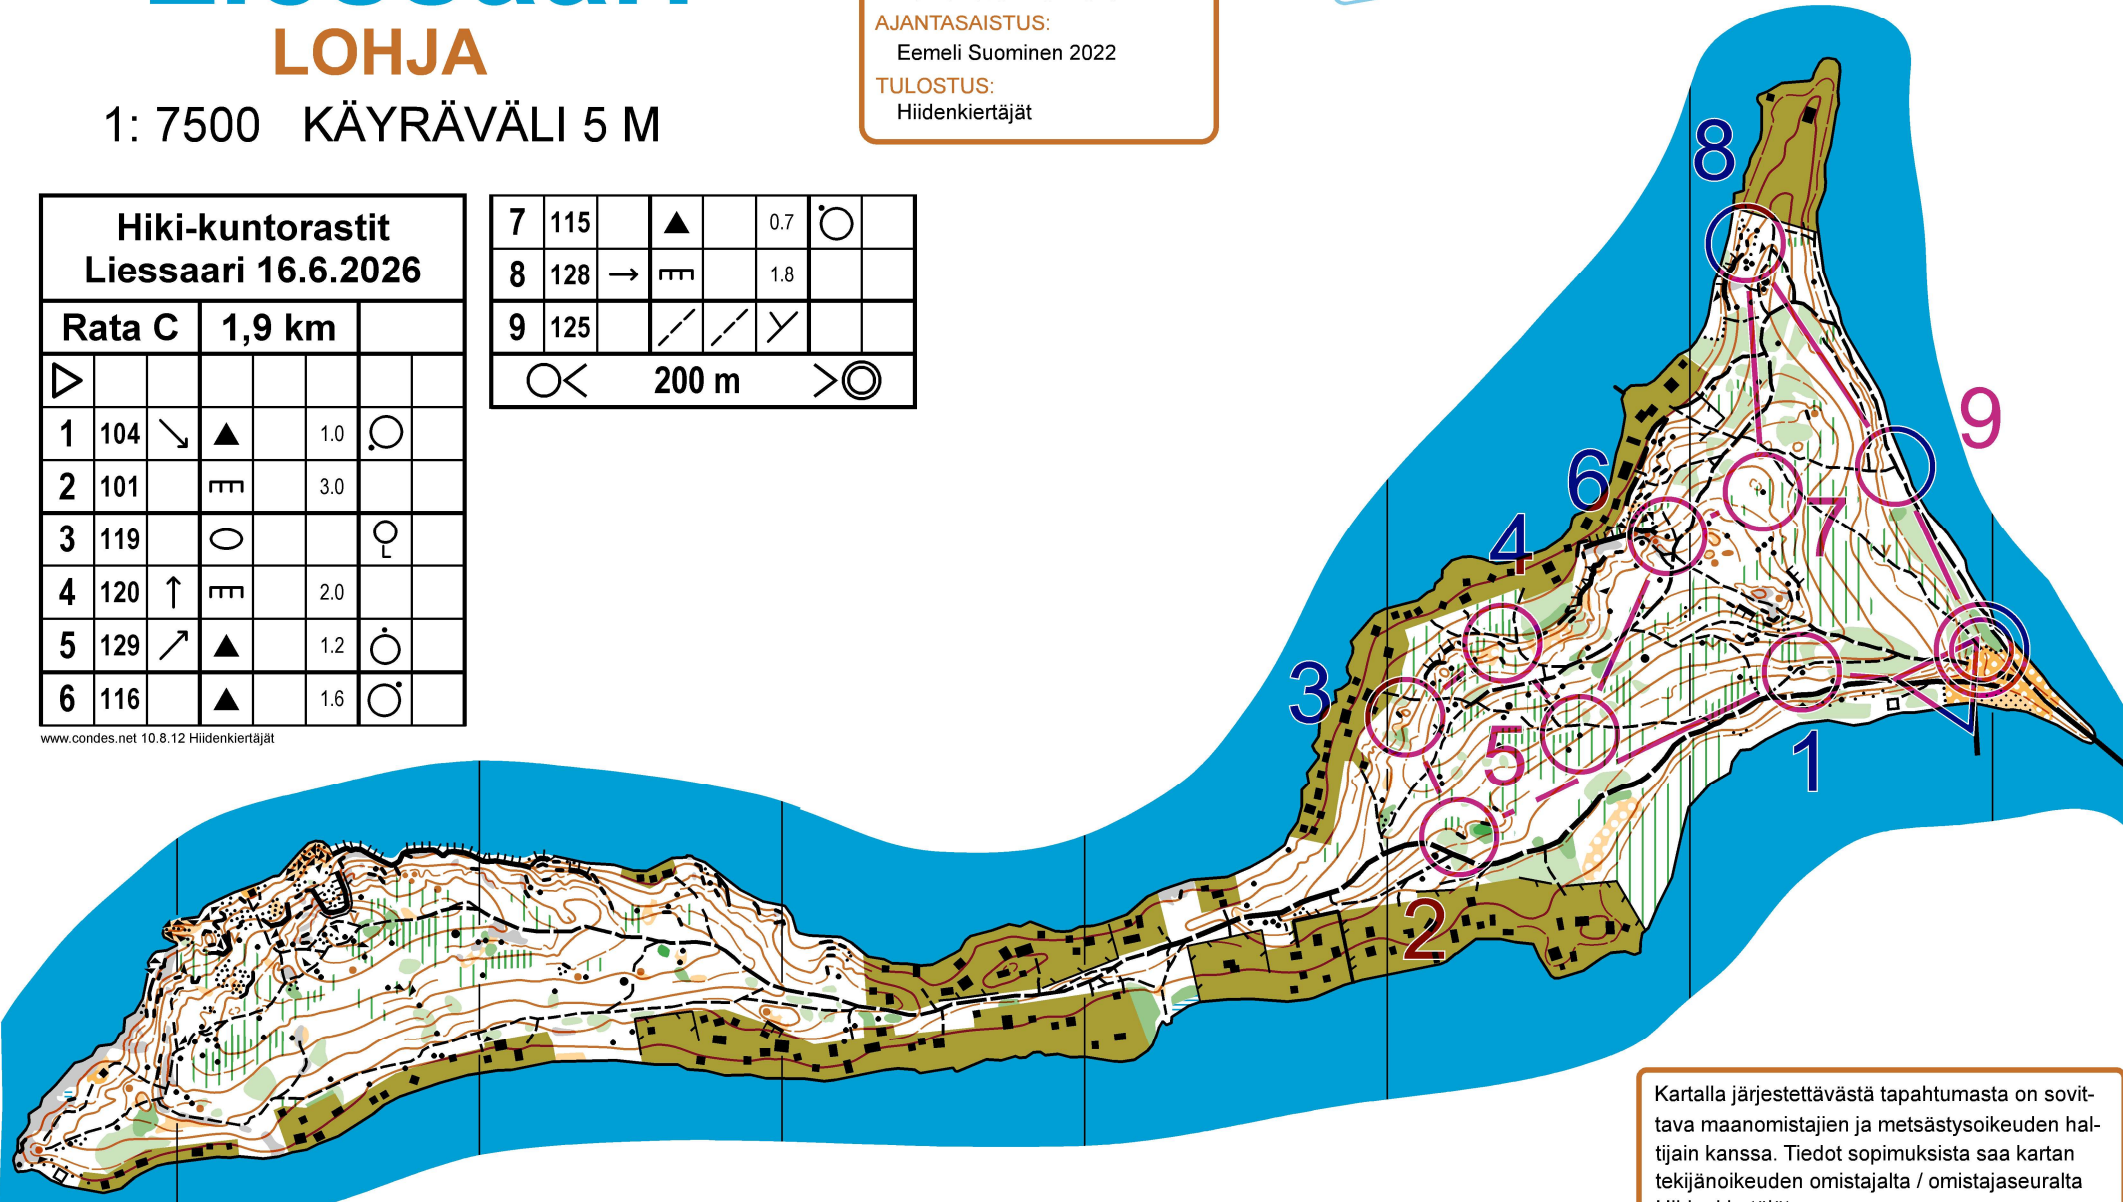 LOHJA
1: 7500 KÄYRÄVÄLI 5 M
AJANTASAISTUS:
Eemeli Suominen 2022
TULOSTUS:
Hiidenkiertäjät
Hiki-kuntorastit
Liessaari 16.6.2026
Rata C 1,9 km
1 104 1.0
2 101 3.0
3 119
4 120 2.0
5 129 1.2
6 116 1.6
www.condes.net 10.8.12 Hiidenkiertäjät
7 115 0.7
8 128 1.8
9 125
200 m
8
9
6
7
4
3
5
1
2
Kartalla järjestettävästä tapahtumasta on sovit-
tava maanomistajien ja metsästysoikeuden hal-
tijain kanssa. Tiedot sopimuksista saa kartan
tekijänoikeuden omistajalta / omistajaseuralta